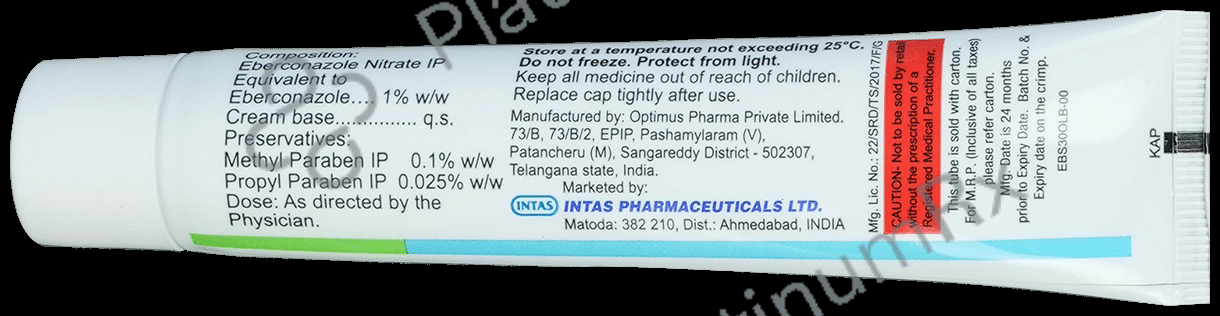 Composition:
Eberconazole Nitrate IP
Equivalent to
Eberconazole.... 1% w/w
Cream base.............. q.s.
Preservatives:
Methyl Paraben IP 0.1% w/w
Propyl Paraben IP 0.025% w/w
Dose: As directed by the
Physician.
Store at a temperature not exceeding 25°C.
Do not freeze. Protect from light.
Keep all medicine out of reach of children.
Replace cap tightly after use.
Manufactured by: Optimus Pharma Private Limited.
73/B, 73/B/2, EPIP, Pashamylaram (V),
Patancheru (M), Sangareddy District - 502307,
Telangana state, India.
Marketed by:
INTAS INTAS PHARMACEUTICALS LTD.
Matoda: 382 210, Dist.: Ahmedabad, INDIA
Mfg. Lic. No.: 22/SRD/TS/2017/F/G
CAUTION- Not to be sold by retail
without the prescription of a
Registered Medical Practitioner.
This tube is sold with carton.
For M.R.P. (Inclusive of all taxes)
please refer carton.
Mfg. Date is 24 months
prior to Expiry Date. Batch No. &
Expiry date on the crimp.
EBS30OLB-00
KAP